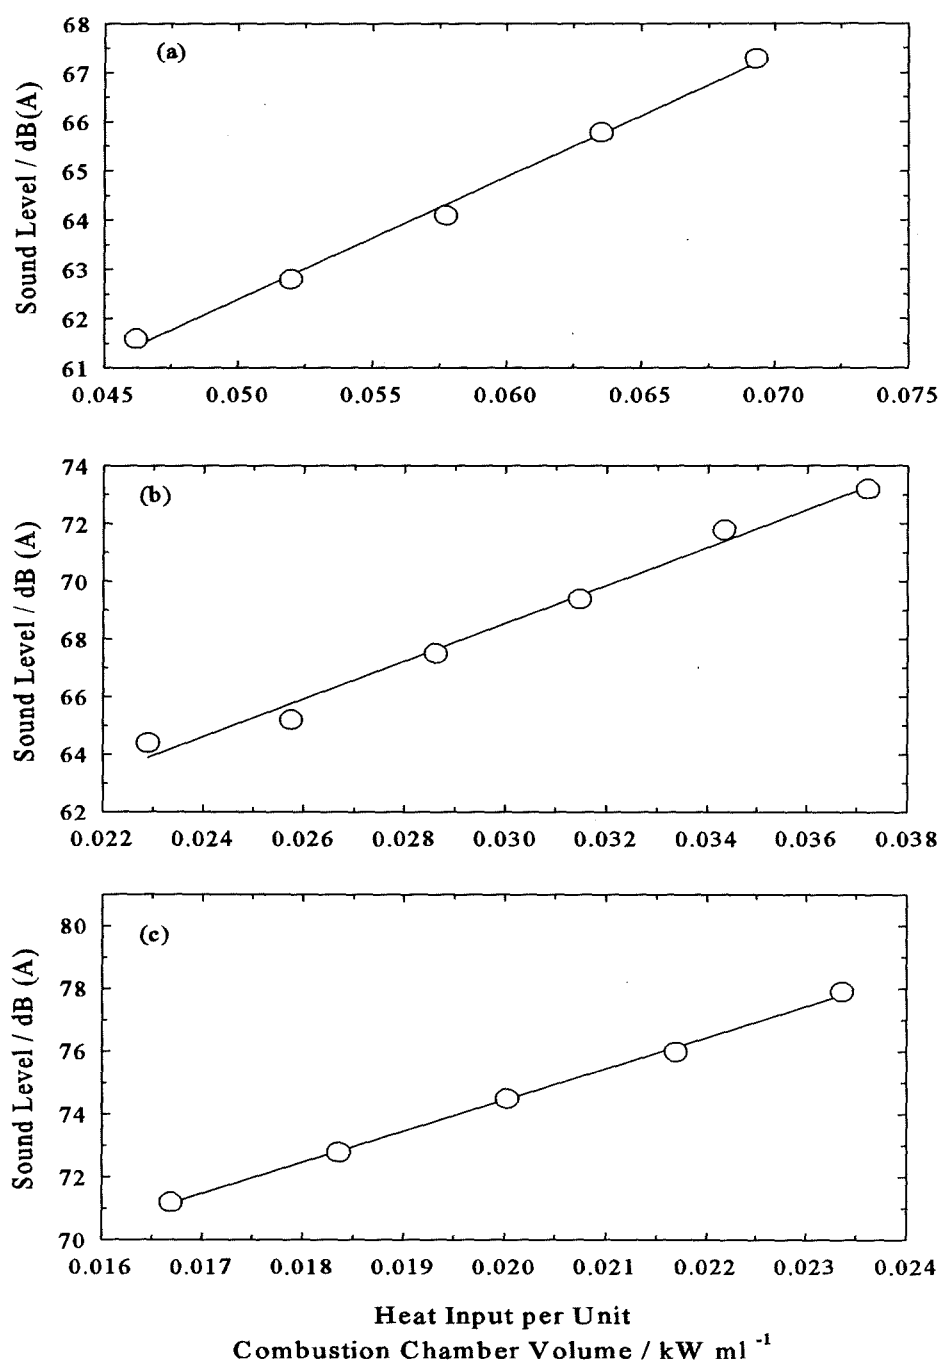 68
(a)
67
66
65
64
63
62
61
Sound Level / dB(A)
0.045 0.050 0.055 0.060 0.065 0.070 0.075
74
(b)
72
70
68
66
64
62
Sound Level / dB (A)
0.022 0.024 0.026 0.028 0.030 0.032 0.034 0.036 0.038
80
(c)
78
76
74
72
70
Sound Level / dB (A)
0.016 0.017 0.018 0.019 0.020 0.021 0.022 0.023 0.024
Heat Input per Unit
Combustion Chamber Volume / kW ml -1